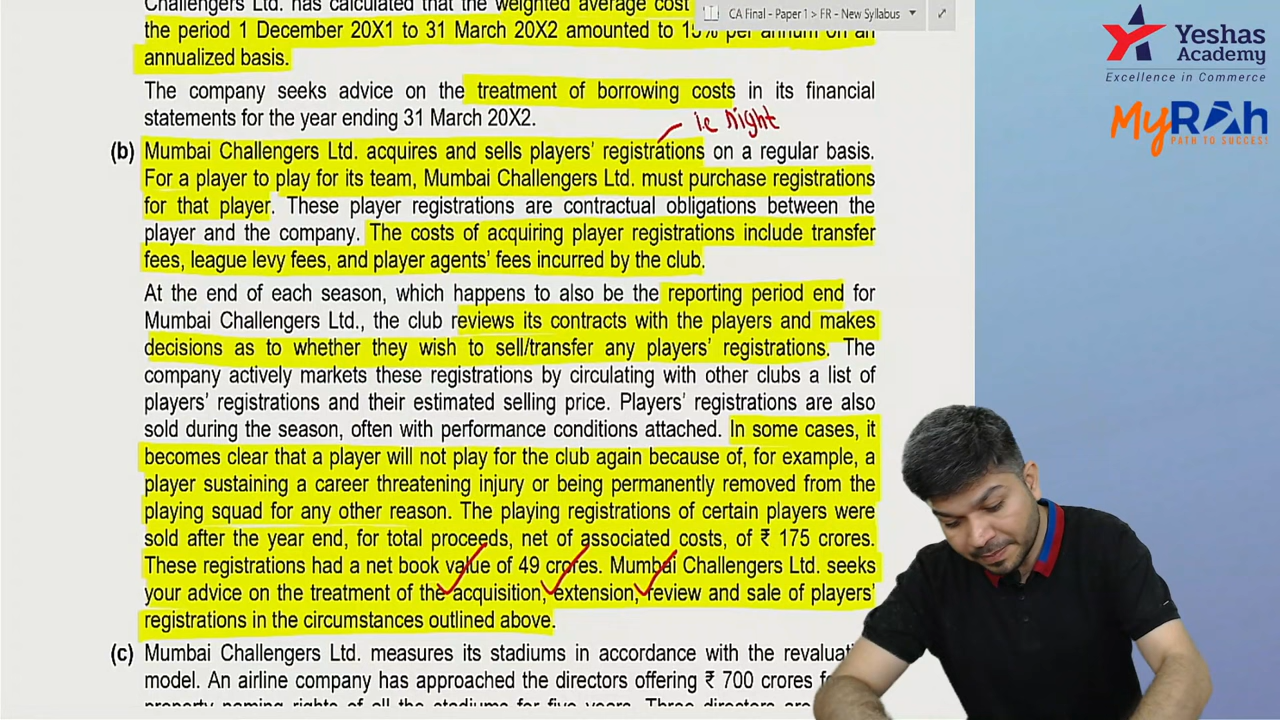 Challengers Ltd. has calculated that the weighted average cost
CA Final - Paper 1 > FR - New Syllabus
the period 1 December 20X1 to 31 March 20X2 amounted to 15% per annum on an
annualized basis.
The company seeks advice on the treatment of borrowing costs in its financial
statements for the year ending 31 March 20X2.
i.e Right
(b) Mumbai Challengers Ltd. acquires and sells players' registrations on a regular basis.
For a player to play for its team, Mumbai Challengers Ltd. must purchase registrations
for that player. These player registrations are contractual obligations between the
player and the company. The costs of acquiring player registrations include transfer
fees, league levy fees, and player agents' fees incurred by the club.
At the end of each season, which happens to also be the reporting period end for
Mumbai Challengers Ltd., the club reviews its contracts with the players and makes
decisions as to whether they wish to sell/transfer any players' registrations. The
company actively markets these registrations by circulating with other clubs a list of
players' registrations and their estimated selling price. Players' registrations are also
sold during the season, often with performance conditions attached. In some cases, it
becomes clear that a player will not play for the club again because of, for example, a
player sustaining a career threatening injury or being permanently removed from the
playing squad for any other reason. The playing registrations of certain players were
sold after the year end, for total proceeds, net of associated costs, of ₹ 175 crores.
These registrations had a net book value of 49 crores. Mumbai Challengers Ltd. seeks
your advice on the treatment of the acquisition, extension, review and sale of players'
registrations in the circumstances outlined above.
(c) Mumbai Challengers Ltd. measures its stadiums in accordance with the
model. An airline company has approached the directors offering ₹ 700 crores
property naming rights of all the stadiums for five years. Three directors are
Yeshas
Academy
Excellence in Commerce
MyRAh
PATH TO SUCCESS